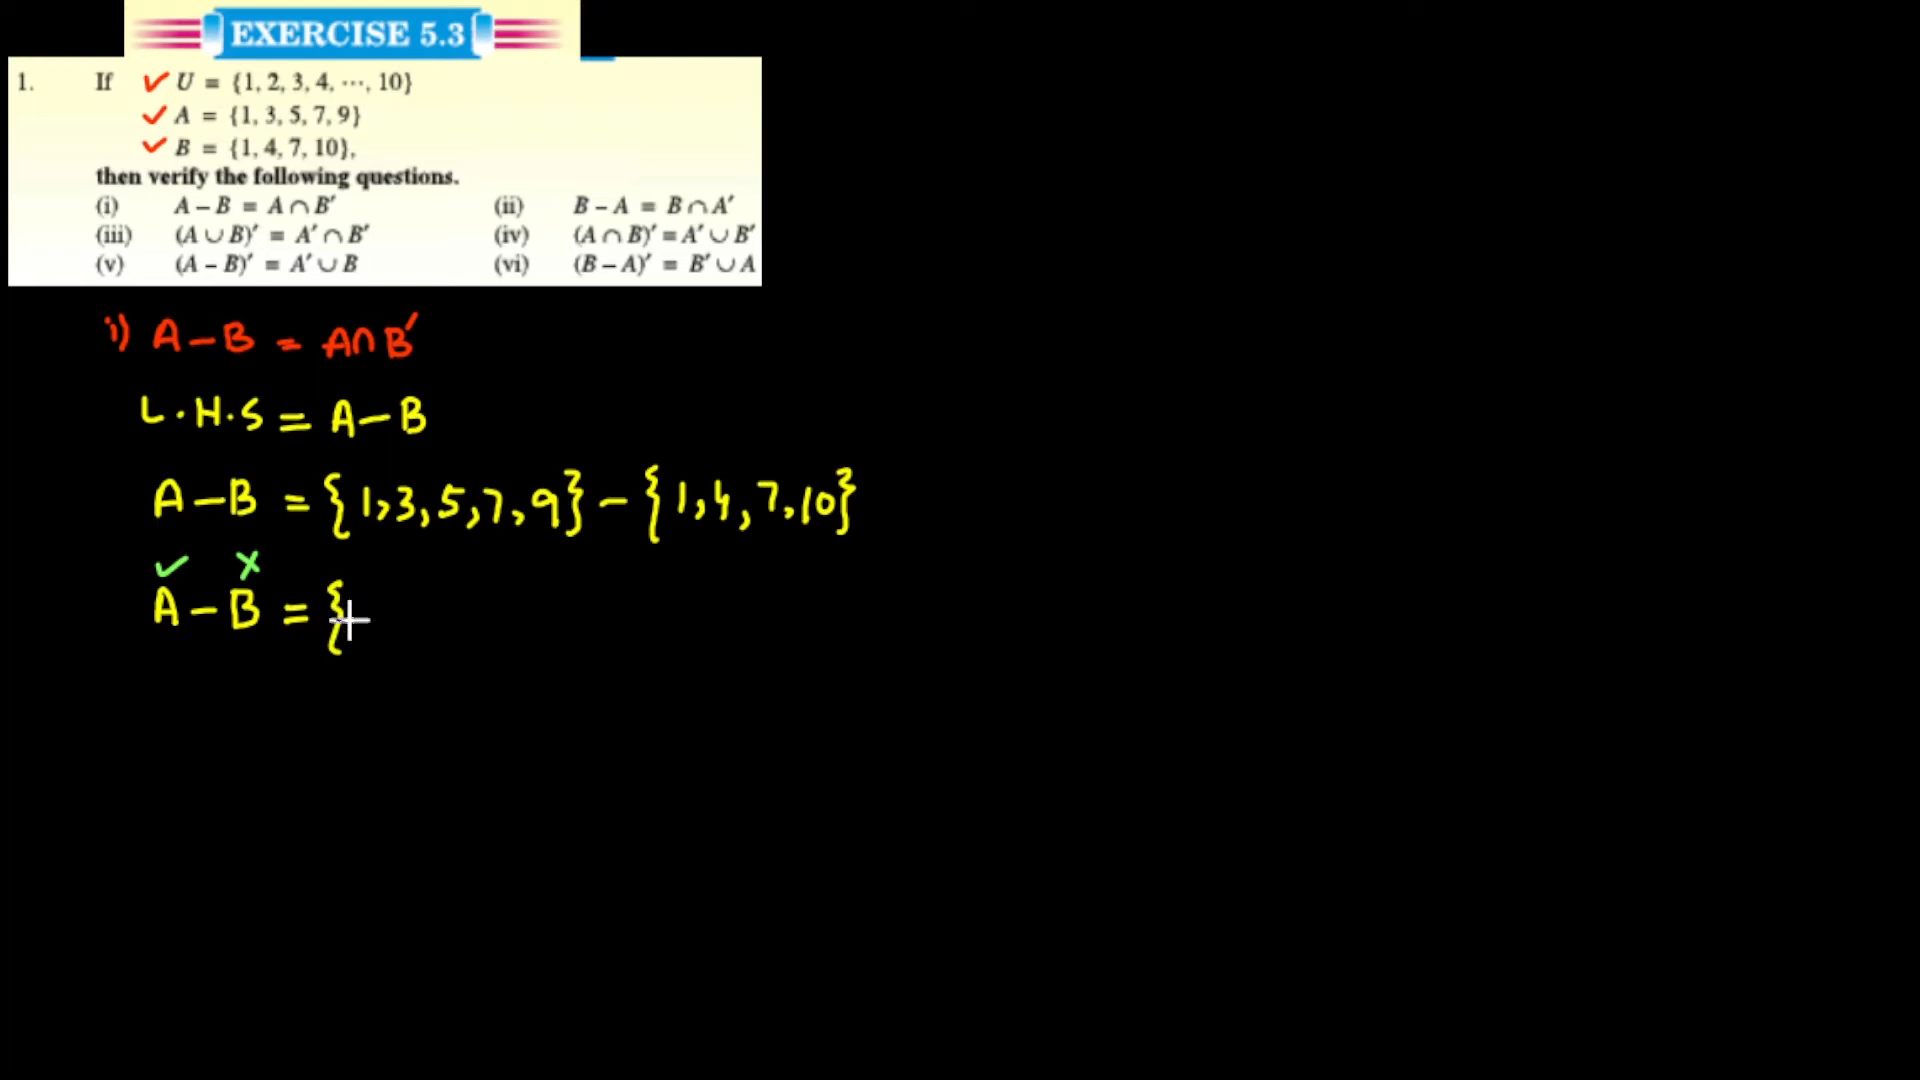 EXERCISE 5.3
1. If ✓ U = {1, 2, 3, 4, ⋯, 10}
✓ A = {1, 3, 5, 7, 9}
✓ B = {1, 4, 7, 10},
then verify the following questions.
(i) A – B = A ∩ B′ (ii) B – A = B ∩ A′
(iii) (A ∪ B)′ = A′ ∩ B′ (iv) (A ∩ B)′ = A′ ∪ B′
(v) (A – B)′ = A′ ∪ B (vi) (B – A)′ = B′ ∪ A
i) A – B = A∩B′
L.H.S = A – B
A – B = {1,3,5,7,9} – {1,4,7,10}
✓ ×
A – B = {